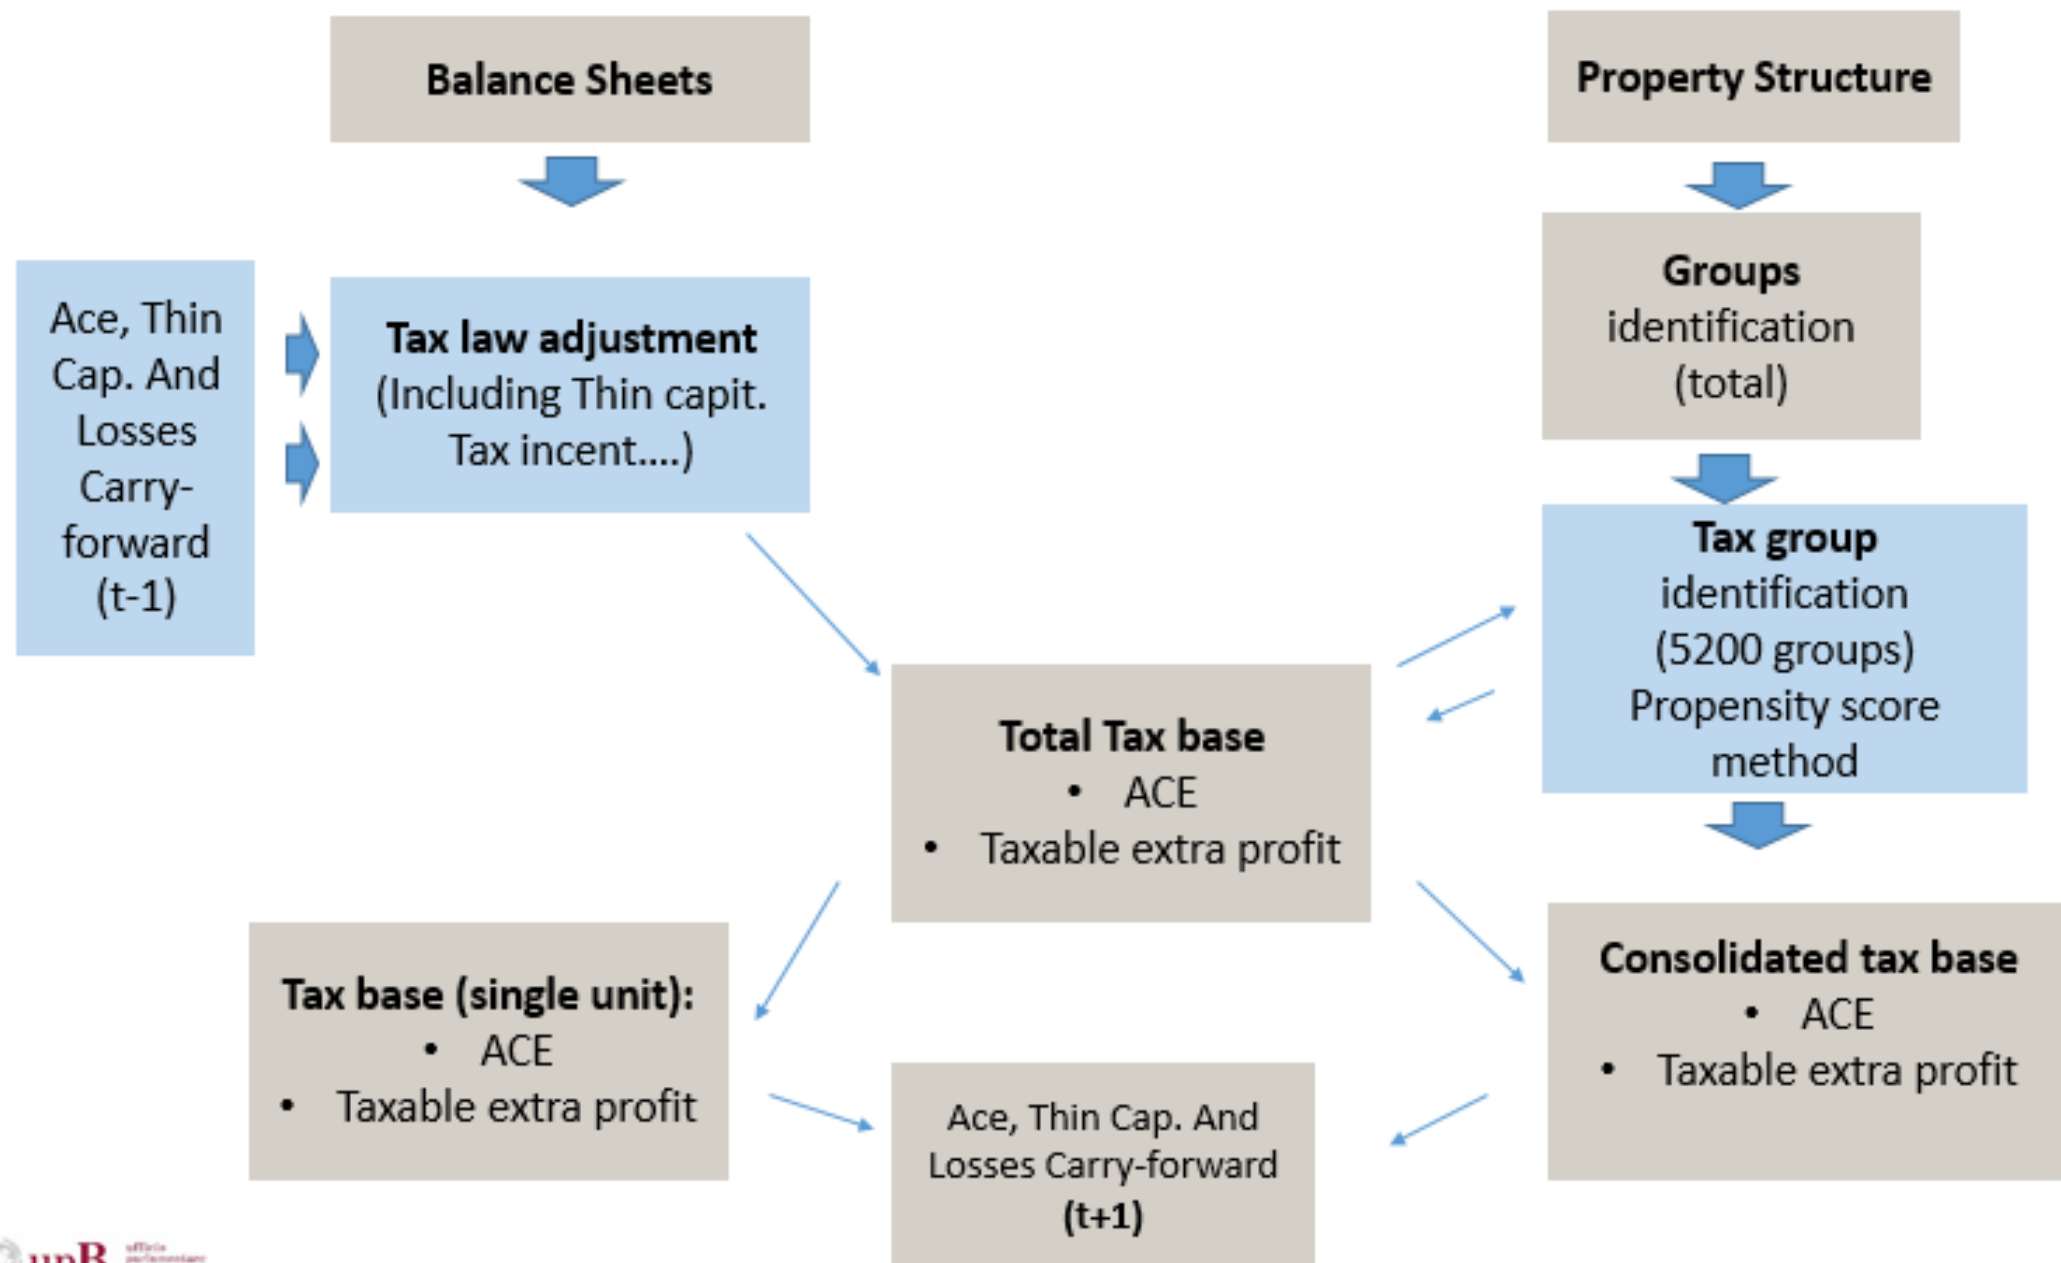 Balance Sheets
Property Structure
Ace, Thin
Cap. And
Losses
Carry-
forward
(t-1)
Tax law adjustment
(Including Thin capit.
Tax incent....)
Groups
identification
(total)
Tax group
identification
(5200 groups)
Propensity score
method
Total Tax base
• ACE
• Taxable extra profit
Tax base (single unit):
• ACE
• Taxable extra profit
Consolidated tax base
• ACE
• Taxable extra profit
Ace, Thin Cap. And
Losses Carry-forward
(t+1)
upB
ufficio
parlamentare